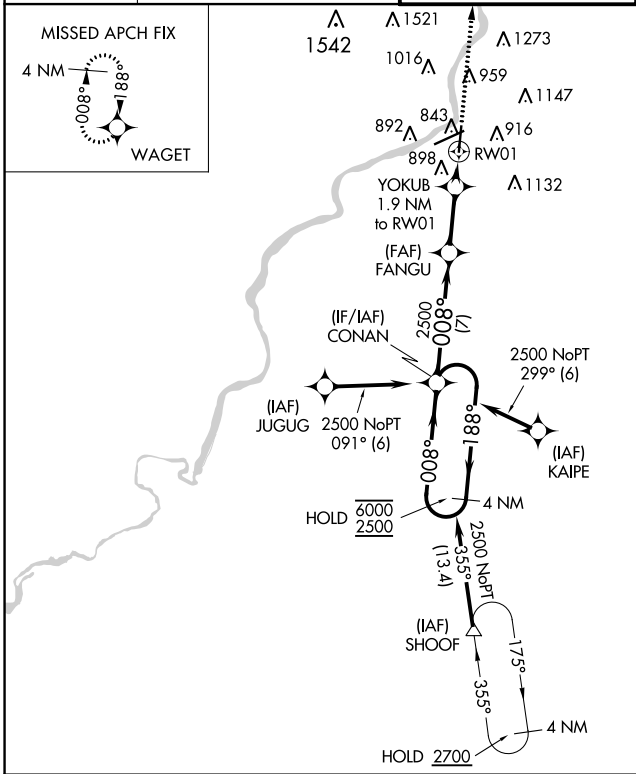 MISSED APCH FIX
4 NM
008°
188°
WAGET
1542
1521
1273
1016
959
1147
892
843
916
RW01
898
YOKUB
1.9 NM
to RW01
1132
(FAF)
FANGU
2500
008°
(7)
(IF/IAF)
CONAN
2500 NoPT
299° (6)
(IAF)
JUGUG
2500 NoPT
091° (6)
(IAF)
KAIPE
008°
188°
HOLD 6000
2500
4 NM
2500 NoPT
355°
(13.4)
(IAF)
SHOOF
175°
355°
4 NM
HOLD 2700